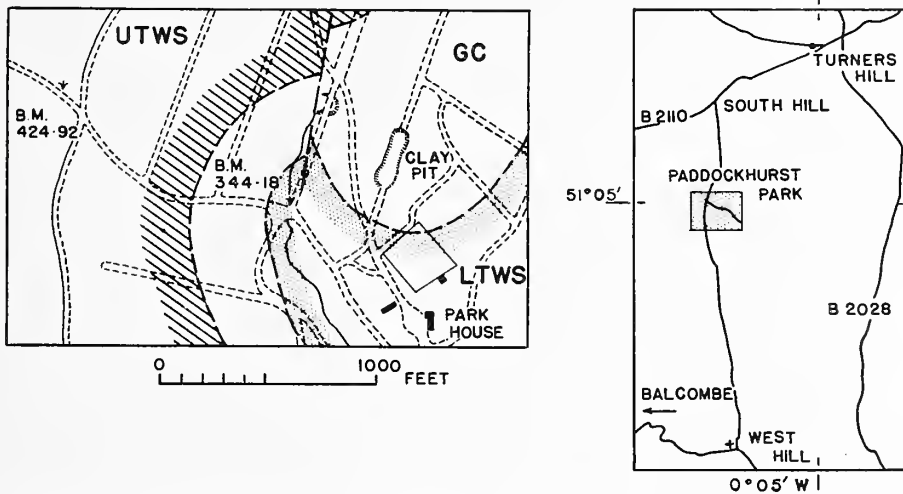 UTWS
GC
B.M.
424·92
B.M.
344·18'
CLAY
PIT
LTWS
PARK
HOUSE
0 1000
FEET
TURNERS
HILL
SOUTH HILL
B 2110
PADDOCKHURST
PARK
51°05'
B 2028
BALCOMBE
WEST
HILL
0°05' W